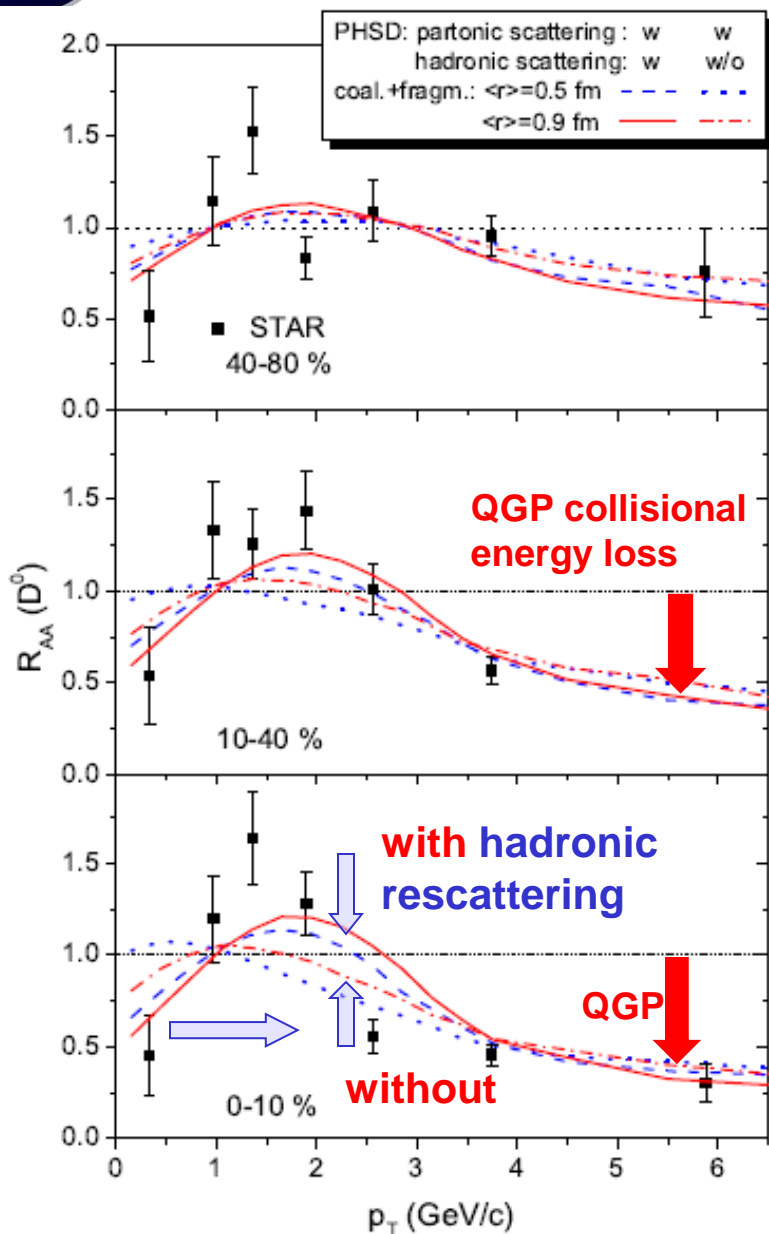 PHSD: partonic scattering : w w
hadronic scattering: w w/o
coal.+fragm.: <r>=0.5 fm
<r>=0.9 fm
2.0
1.5
1.0
0.5
0.0
STAR
40-80 %
1.5
1.0
0.5
0.0
QGP collisional
energy loss
10-40 %
R_AA (D^0)
1.5
1.0
0.5
0.0
with hadronic
rescattering
QGP
without
0-10 %
0 1 2 3 4 5 6
p_T (GeV/c)